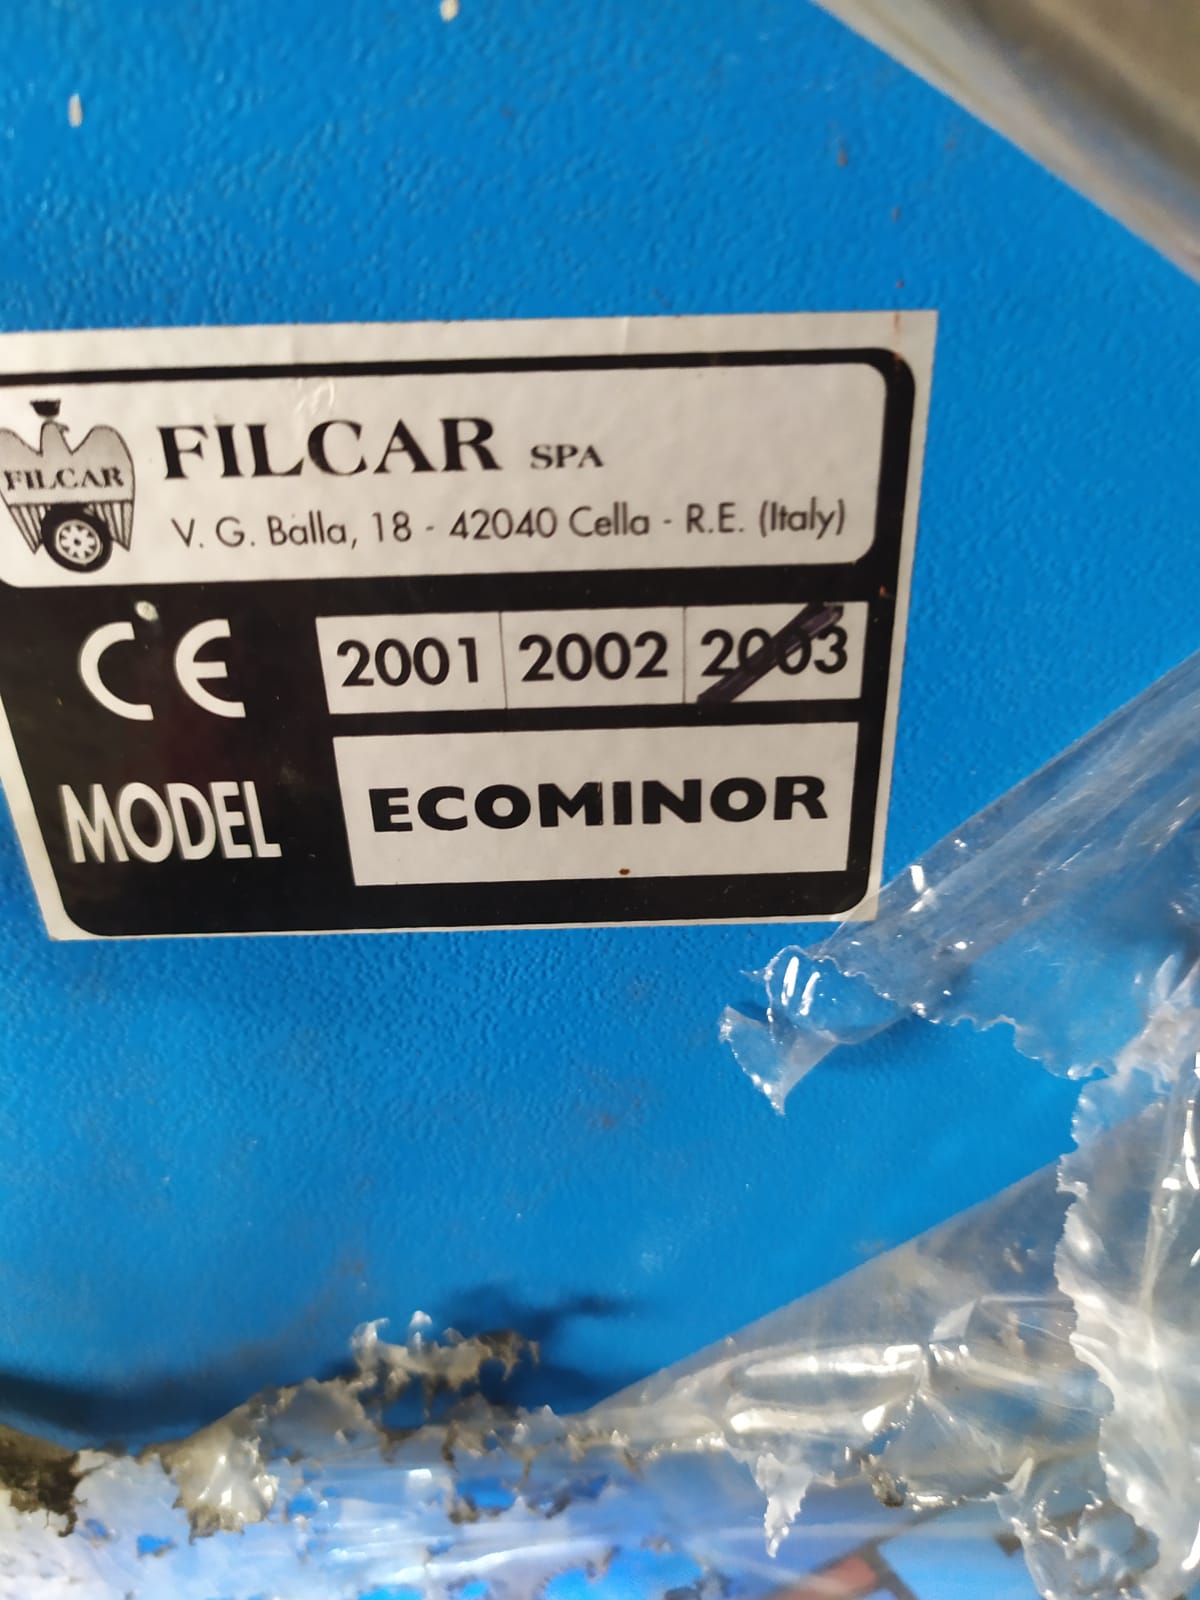 FILCAR
FILCAR SPA
V. G. Balla, 18 - 42040 Cella - R.E. (Italy)
CE 2001 2002 2003
MODEL ECOMINOR